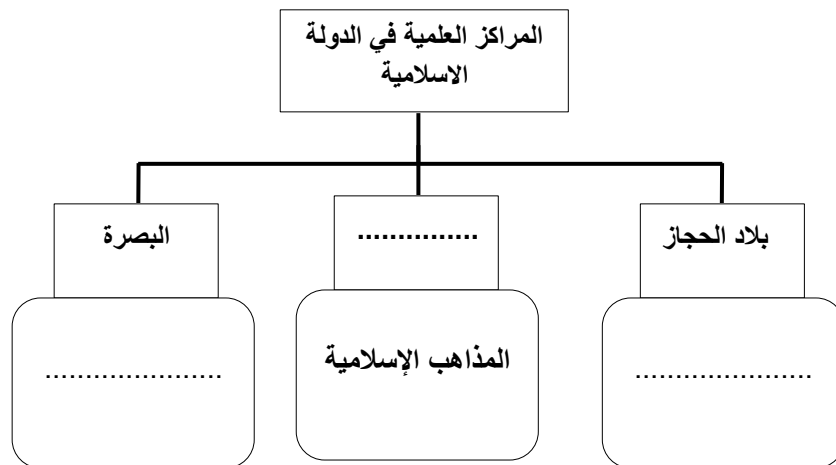 المراكز العلمية في الدولة
الاسلامية
بلاد الحجاز
...............
البصرة
......................
المذاهب الإسلامية
......................